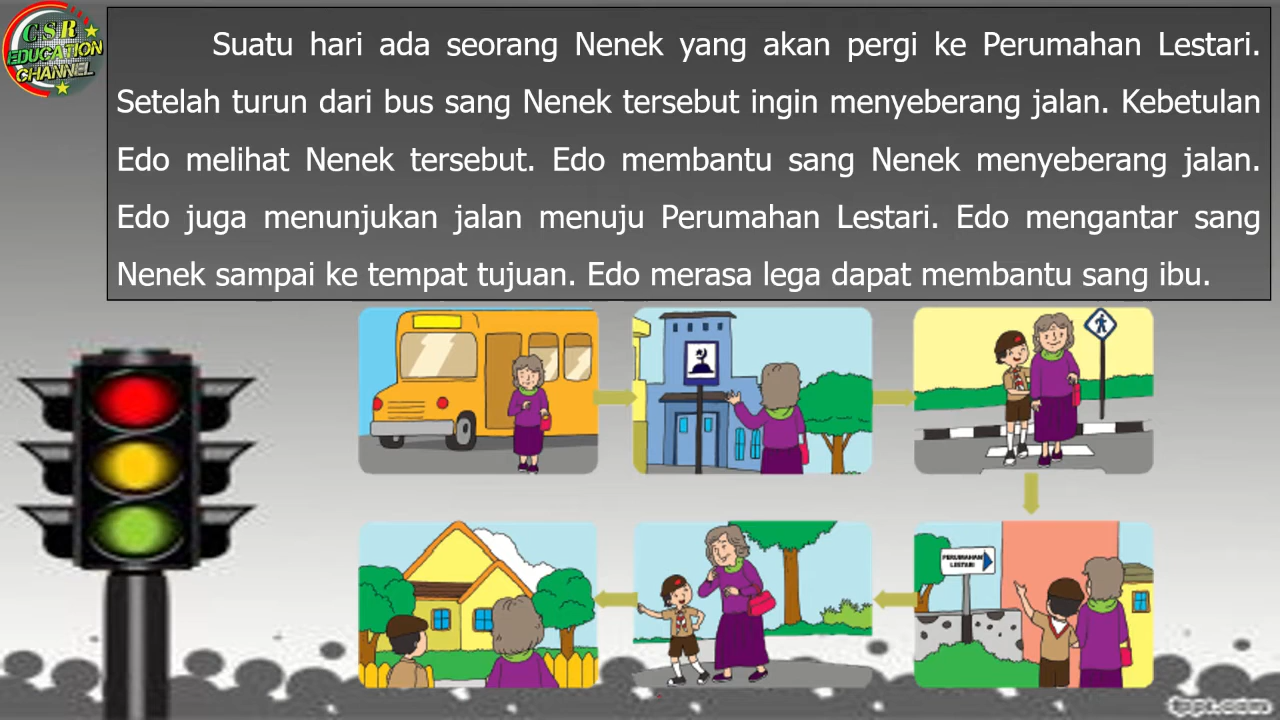 CSR
EDUCATION
CHANNEL
Suatu hari ada seorang Nenek yang akan pergi ke Perumahan Lestari.
Setelah turun dari bus sang Nenek tersebut ingin menyeberang jalan. Kebetulan
Edo melihat Nenek tersebut. Edo membantu sang Nenek menyeberang jalan.
Edo juga menunjukan jalan menuju Perumahan Lestari. Edo mengantar sang
Nenek sampai ke tempat tujuan. Edo merasa lega dapat membantu sang ibu.
PERUMAHAN
LESTARI